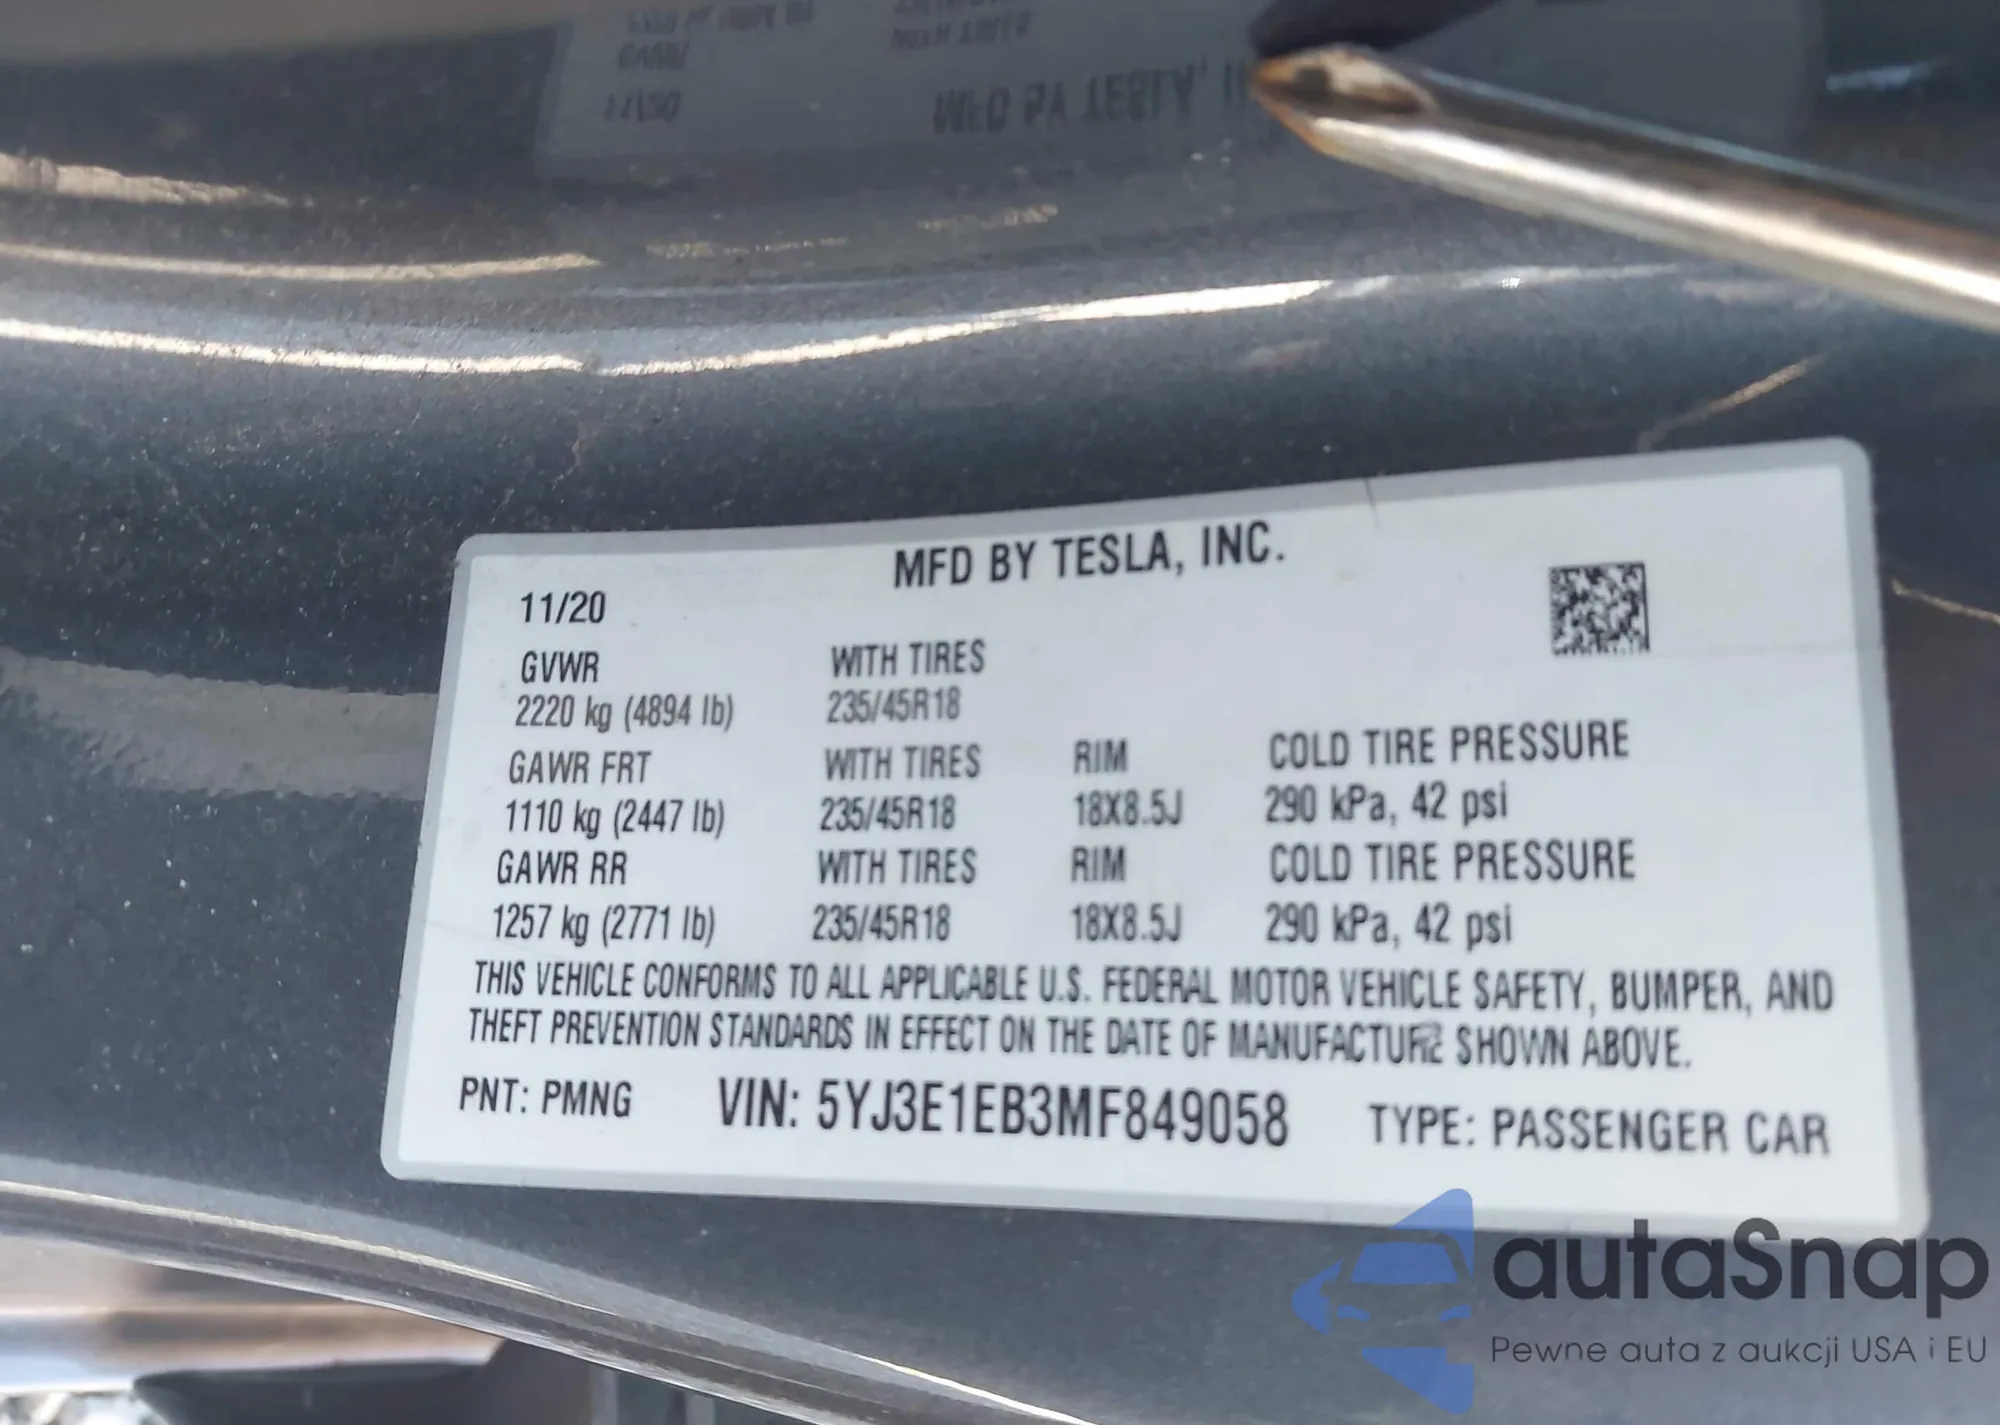 MFD BY TESLA, INC.
11/20
GVWR WITH TIRES
2220 kg (4894 lb) 235/45R18
GAWR FRT WITH TIRES RIM COLD TIRE PRESSURE
1110 kg (2447 lb) 235/45R18 18X8.5J 290 kPa, 42 psi
GAWR RR WITH TIRES RIM COLD TIRE PRESSURE
1257 kg (2771 lb) 235/45R18 18X8.5J 290 kPa, 42 psi
THIS VEHICLE CONFORMS TO ALL APPLICABLE U.S. FEDERAL MOTOR VEHICLE SAFETY, BUMPER, AND
THEFT PREVENTION STANDARDS IN EFFECT ON THE DATE OF MANUFACTURE SHOWN ABOVE.
PNT: PMNG VIN: 5YJ3E1EB3MF849058 TYPE: PASSENGER CAR
autaSnap
Pewne auta z aukcji USA i EU